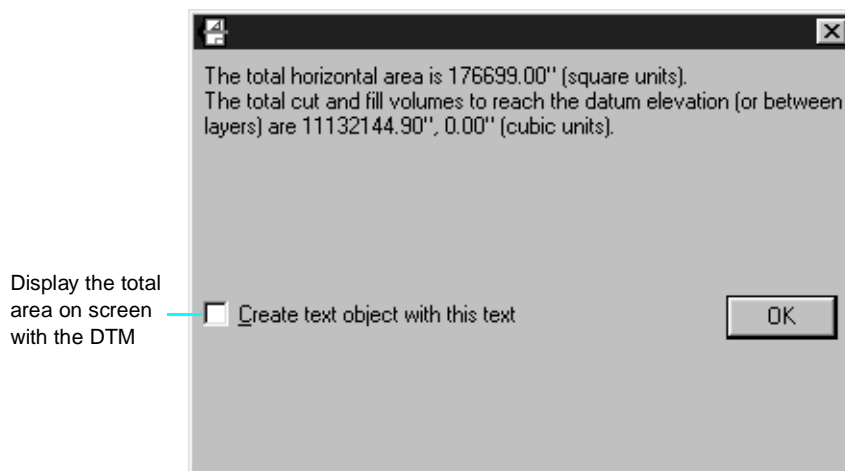 The total horizontal area is 176699.00" (square units).
The total cut and fill volumes to reach the datum elevation (or between
layers) are 11132144.90", 0.00" (cubic units).
Display the total
area on screen
with the DTM
Create text object with this text
OK